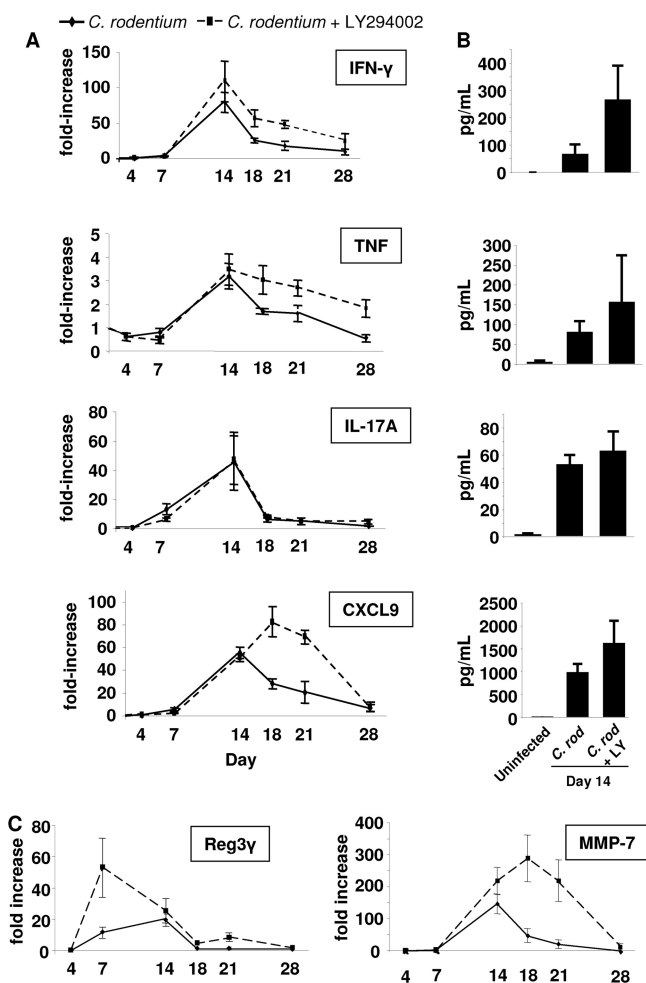 C. rodentium C. rodentium + LY294002
A
IFN-γ
fold-increase
150
100
50
0
4 7 14 18 21 28
TNF
fold-increase
5
4
3
2
1
0
4 7 14 18 21 28
IL-17A
fold-increase
80
60
40
20
0
4 7 14 18 21 28
CXCL9
fold-increase
100
80
60
40
20
0
4 7 14 18 21 28
Day
B
pg/mL
400
300
200
100
0
pg/mL
300
250
200
150
100
50
0
pg/mL
80
60
40
20
0
pg/mL
2500
2000
1500
1000
500
0
Uninfected
C. rod
C. rod
+ LY
Day 14
C
Reg3γ
fold increase
80
60
40
20
0
4 7 14 18 21 28
MMP-7
fold increase
400
300
200
100
0
4 7 14 18 21 28